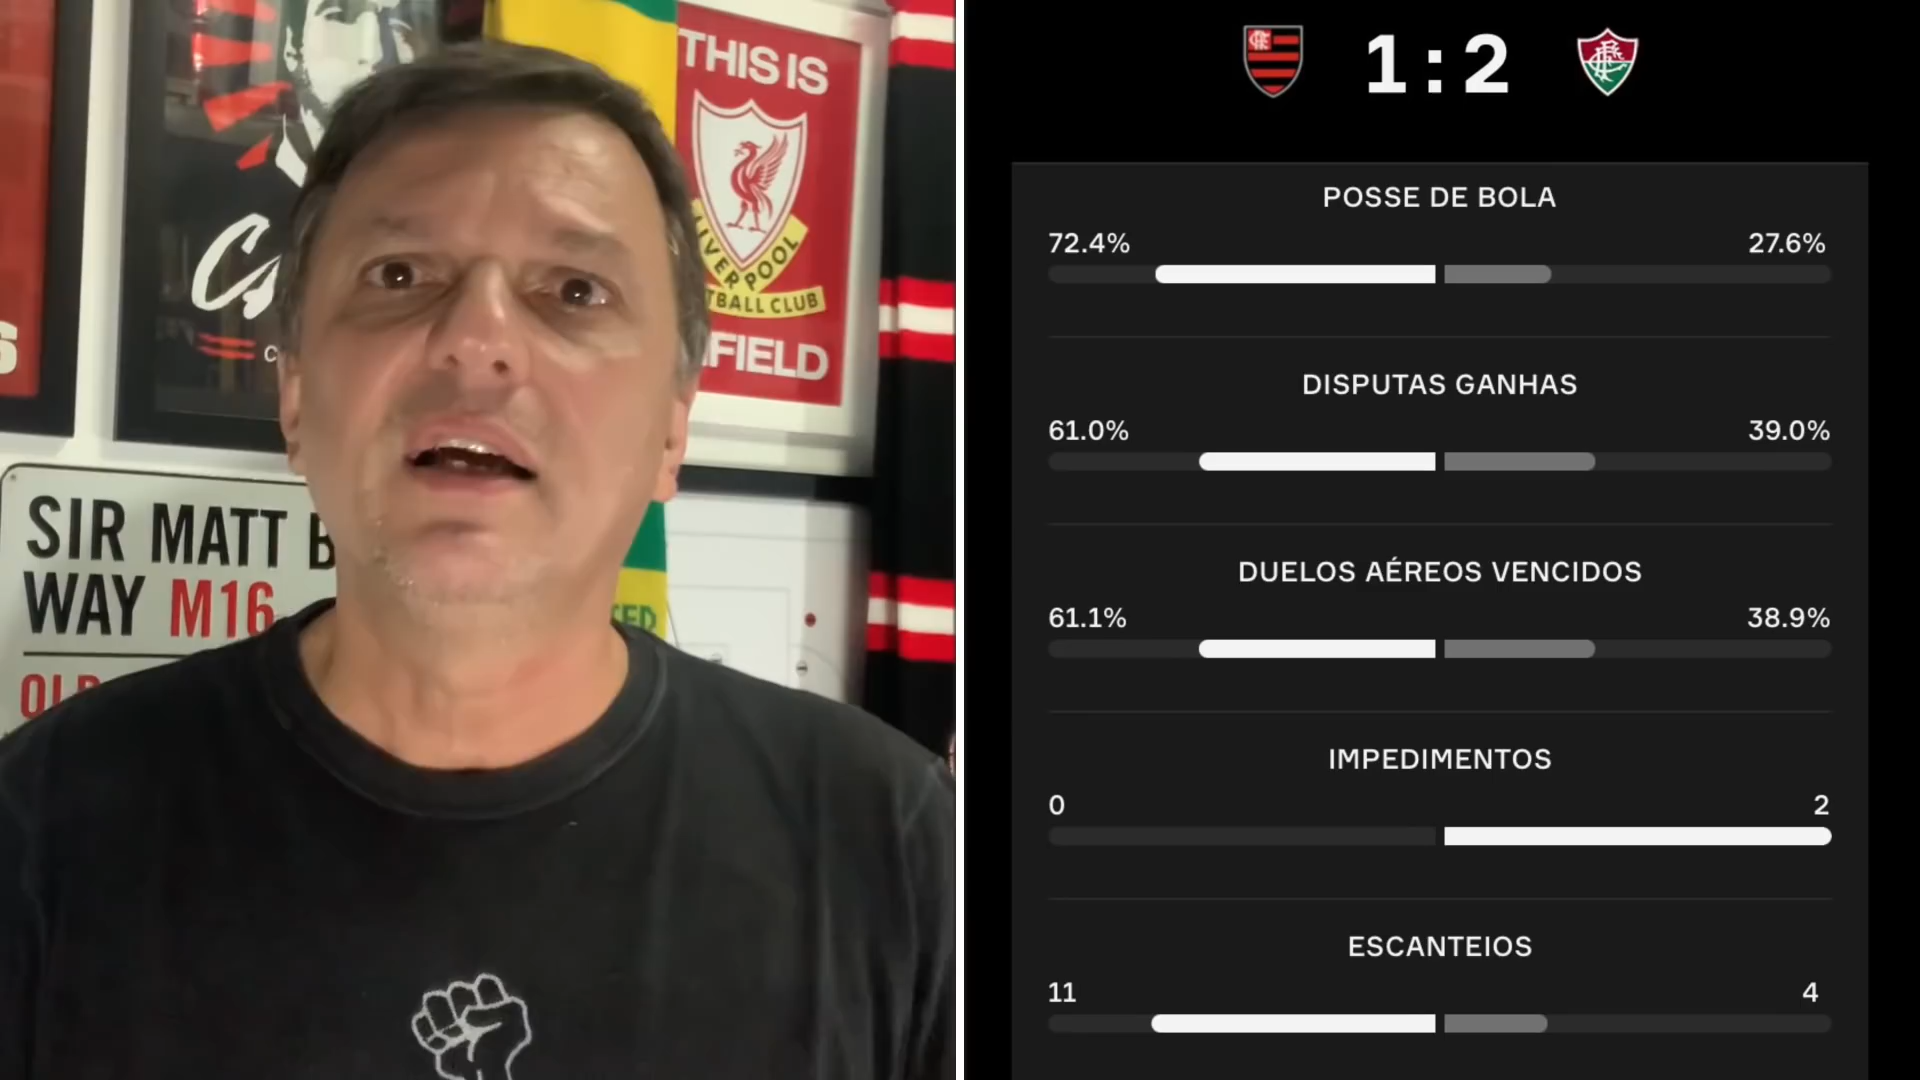 THIS IS
LIVERPOOL
TBALL CLUB
FIELD
S
C
SIR MATT B
WAY M16
1 : 2
POSSE DE BOLA
72.4% 27.6%
DISPUTAS GANHAS
61.0% 39.0%
DUELOS AÉREOS VENCIDOS
61.1% 38.9%
IMPEDIMENTOS
0 2
ESCANTEIOS
11 4